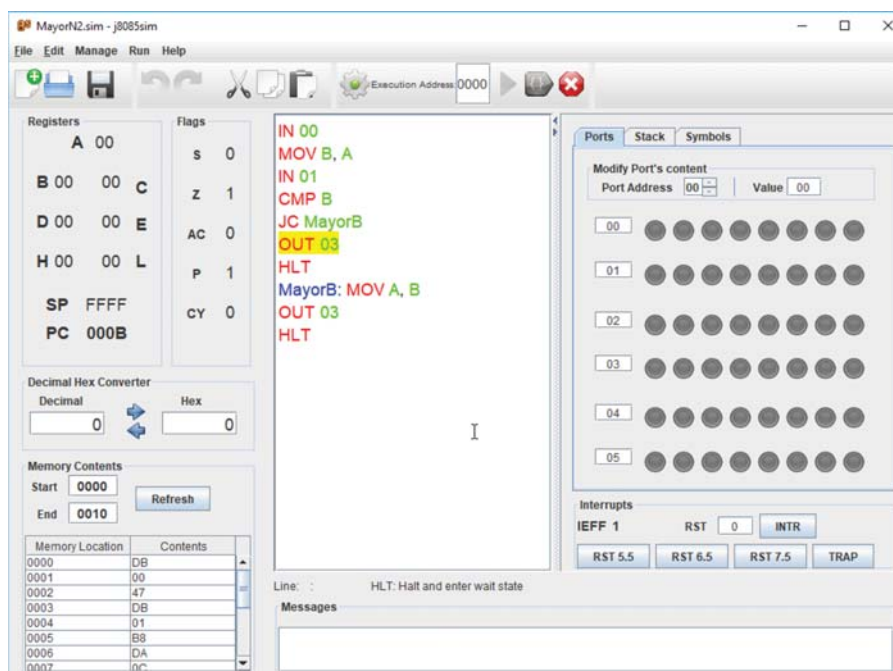 MayorN2.sim - j8085sim
File Edit Manage Run Help
Execution Address 0000
Registers
A 00
B 00 00 C
D 00 00 E
H 00 00 L
SP FFFF
PC 000B
Flags
S 0
Z 1
AC 0
P 1
CY 0
IN 00
MOV B, A
IN 01
CMP B
JC MayorB
OUT 03
HLT
MayorB: MOV A, B
OUT 03
HLT
Ports Stack Symbols
Modify Port's content
Port Address 00 Value 00
00
01
02
03
04
05
Decimal Hex Converter
Decimal Hex
0 0
Memory Contents
Start 0000
Refresh
End 0010
Memory Location Contents
0000 DB
0001 00
0002 47
0003 DB
0004 01
0005 B8
0006 DA
0007 0C
Interrupts
IEFF 1 RST 0 INTR
RST 5.5 RST 6.5 RST 7.5 TRAP
Line: : HLT: Halt and enter wait state
Messages